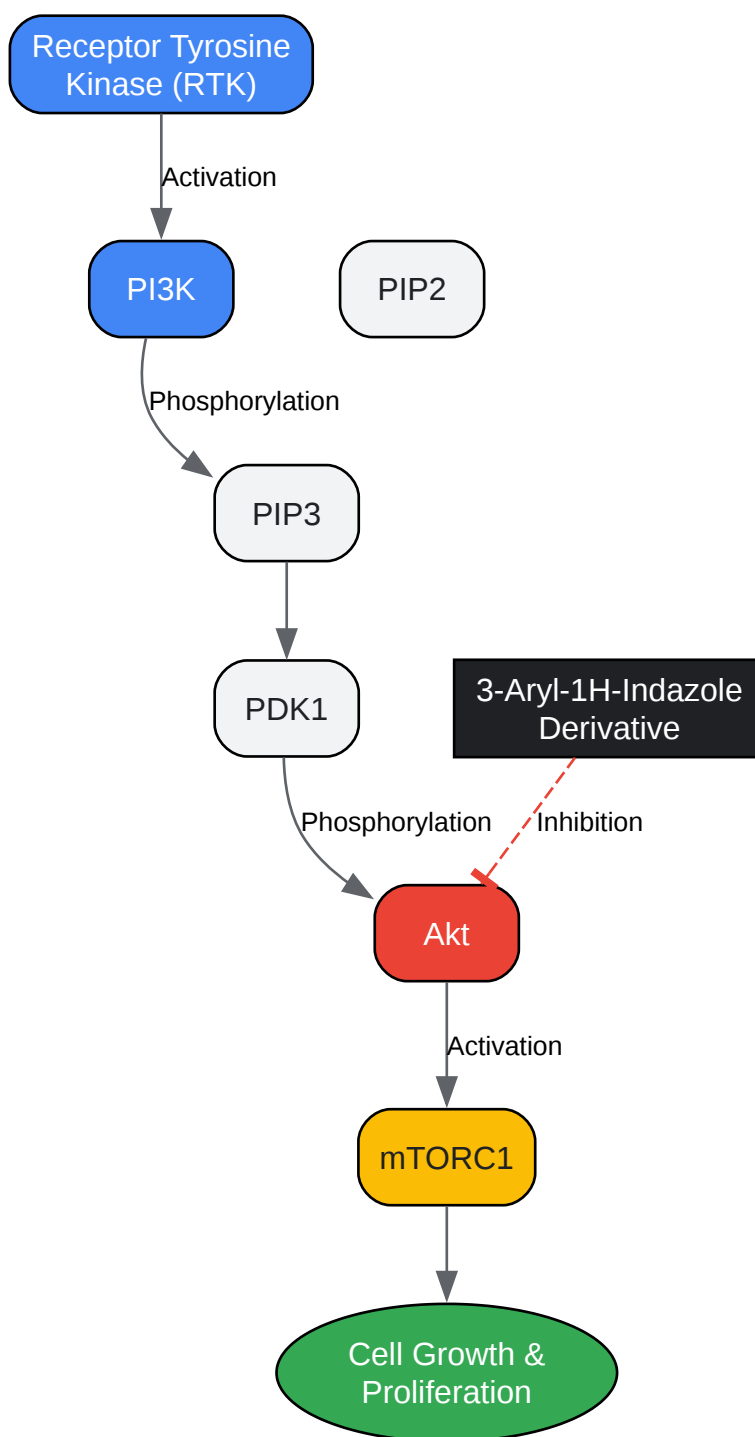 Receptor Tyrosine
Kinase (RTK)
Activation
PI3K
PIP2
Phosphorylation
PIP3
PDK1
3-Aryl-1H-Indazole
Derivative
Phosphorylation
Inhibition
Akt
Activation
mTORC1
Cell Growth &
Proliferation